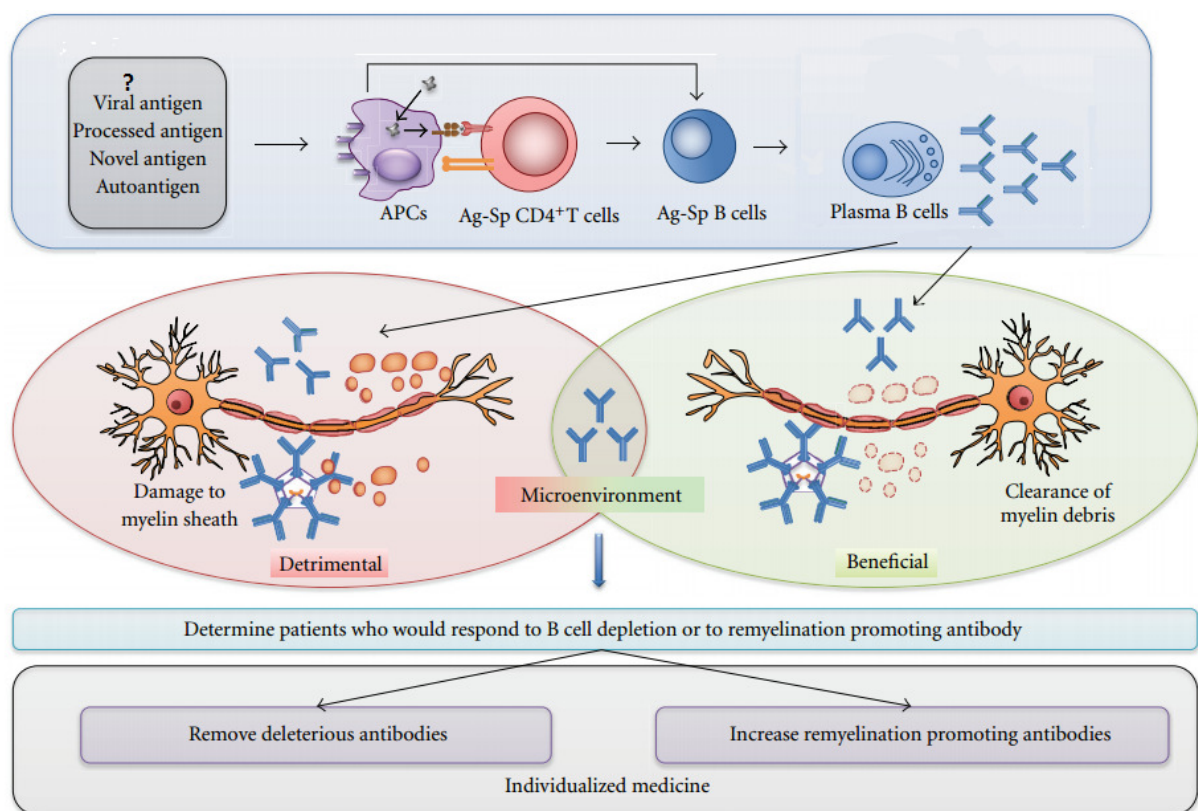 ?
Viral antigen
Processed antigen
Novel antigen
Autoantigen
APCs
Ag-Sp CD4⁺T cells
Ag-Sp B cells
Plasma B cells
Damage to
myelin sheath
Detrimental
Microenvironment
Clearance of
myelin debris
Beneficial
Determine patients who would respond to B cell depletion or to remyelination promoting antibody
Remove deleterious antibodies
Increase remyelination promoting antibodies
Individualized medicine